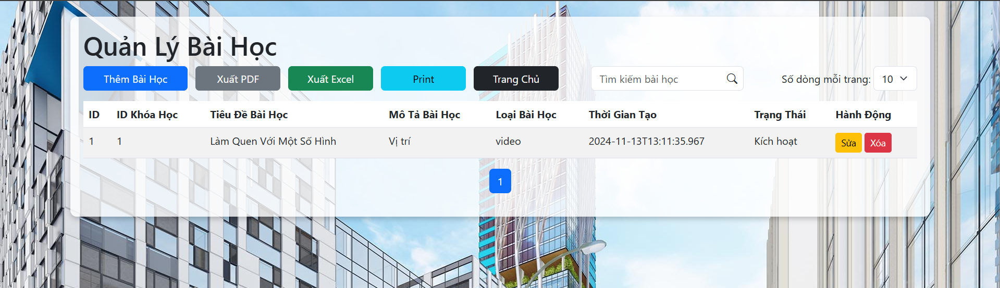 Quản Lý Bài Học
Thêm Bài Học Xuất PDF Xuất Excel Print Trang Chủ Tìm kiếm bài học Số dòng mỗi trang: 10
ID ID Khóa Học Tiêu Đề Bài Học Mô Tả Bài Học Loại Bài Học Thời Gian Tạo Trạng Thái Hành Động
1 1 Làm Quen Với Một Số Hình Vị trí video 2024-11-13T13:11:35.967 Kích hoạt Sửa Xóa
1